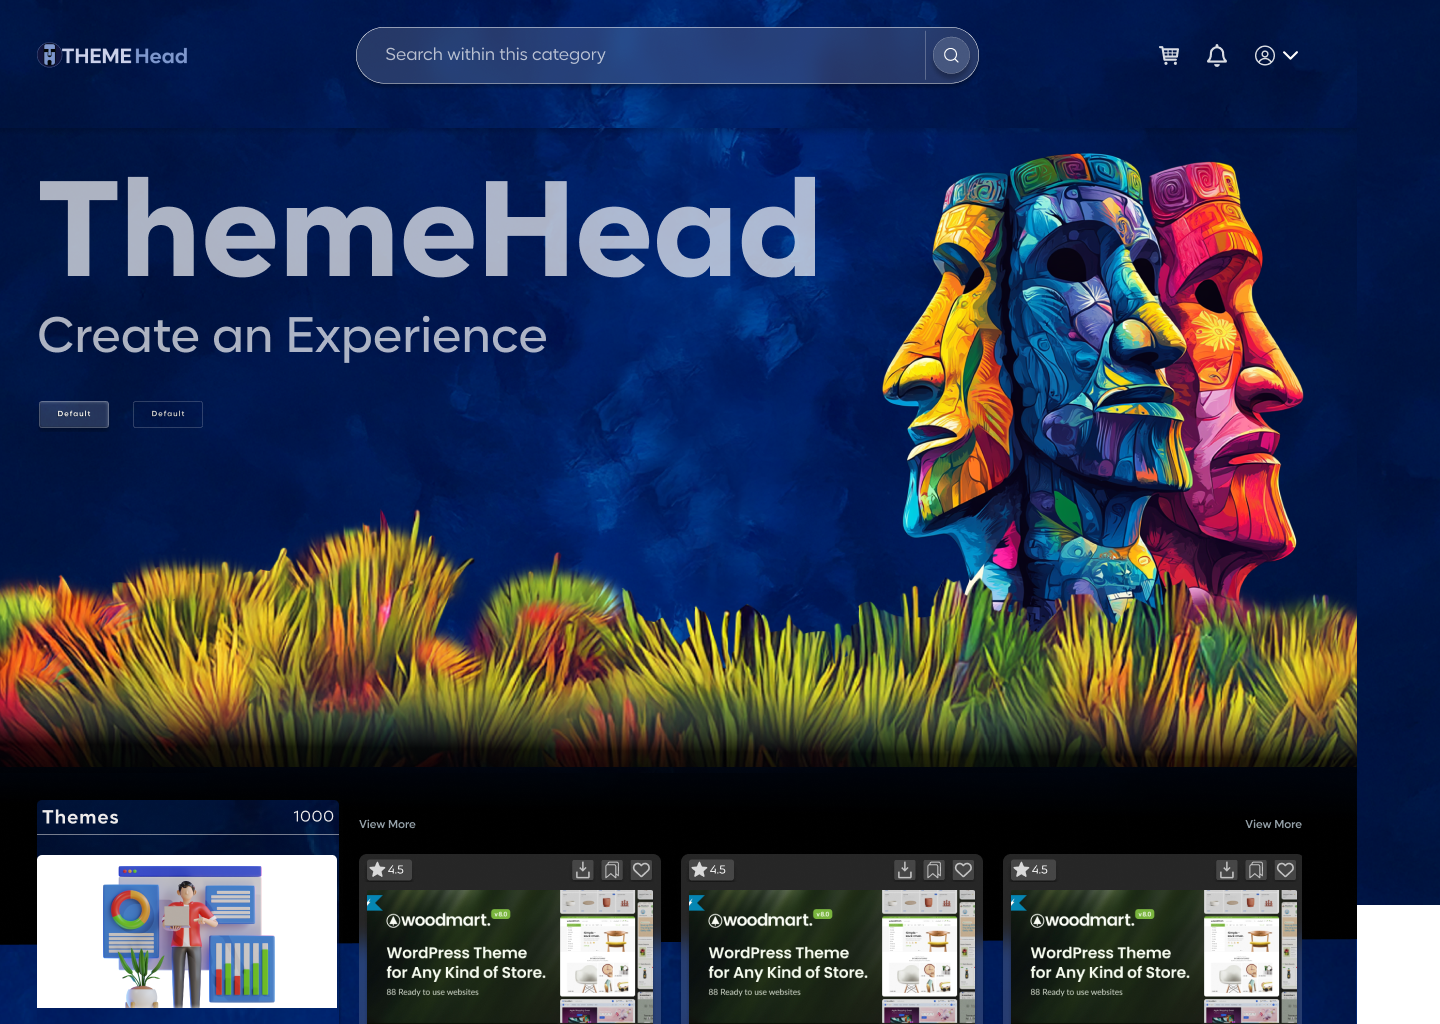 THEME Head
Search within this category
ThemeHead
Create an Experience
Default
Default
Themes
1000
View More
View More
4.5
4.5
4.5
woodmart. v 8.0
WordPress Theme
for Any Kind of Store.
88 Ready to use websites
woodmart. v 8.0
WordPress Theme
for Any Kind of Store.
88 Ready to use websites
woodmart. v 8.0
WordPress Theme
for Any Kind of Store.
88 Ready to use websites